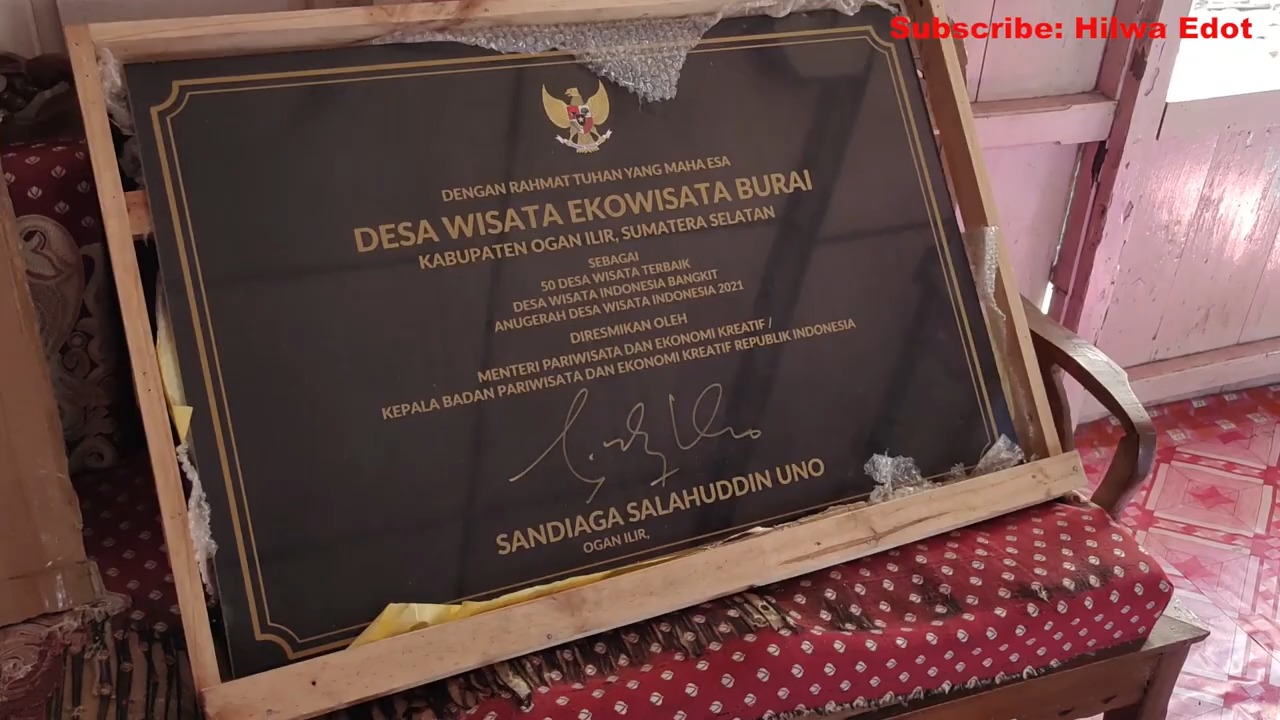 Subscribe: Hilwa Edot
DENGAN RAHMAT TUHAN YANG MAHA ESA
DESA WISATA EKOWISATA BURAI
KABUPATEN OGAN ILIR, SUMATERA SELATAN
SEBAGAI
50 DESA WISATA TERBAIK
DESA WISATA INDONESIA BANGKIT
ANUGERAH DESA WISATA INDONESIA 2021
DIRESMIKAN OLEH
MENTERI PARIWISATA DAN EKONOMI KREATIF /
KEPALA BADAN PARIWISATA DAN EKONOMI KREATIF REPUBLIK INDONESIA
SANDIAGA SALAHUDDIN UNO
OGAN ILIR,